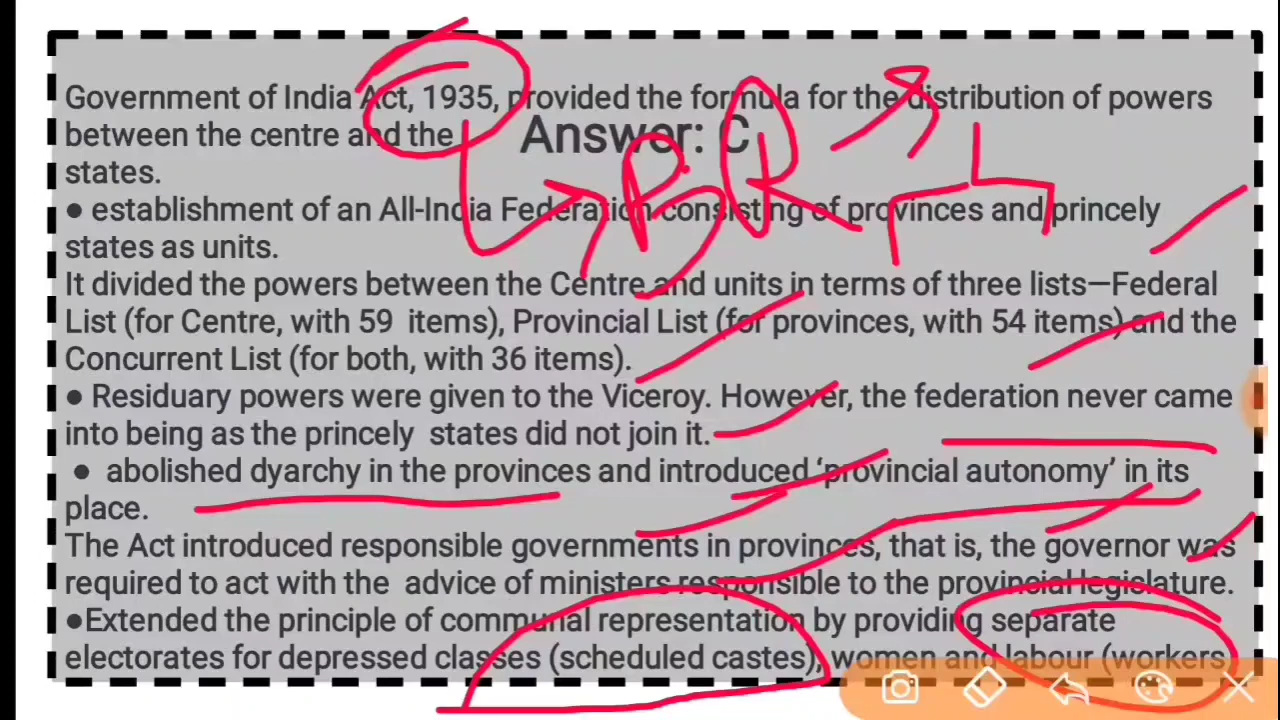 Government of India Act, 1935, provided the formula for the distribution of powers
between the centre and the
Answer: C
states.
● establishment of an All-India Federation consisting of provinces and princely
states as units.
It divided the powers between the Centre and units in terms of three lists—Federal
List (for Centre, with 59 items), Provincial List (for provinces, with 54 items) and the
Concurrent List (for both, with 36 items).
● Residuary powers were given to the Viceroy. However, the federation never came
into being as the princely states did not join it.
● abolished dyarchy in the provinces and introduced ‘provincial autonomy’ in its
place.
The Act introduced responsible governments in provinces, that is, the governor was
required to act with the advice of ministers responsible to the provincial legislature.
●Extended the principle of communal representation by providing separate
electorates for depressed classes (scheduled castes), women and labour (workers)
BR